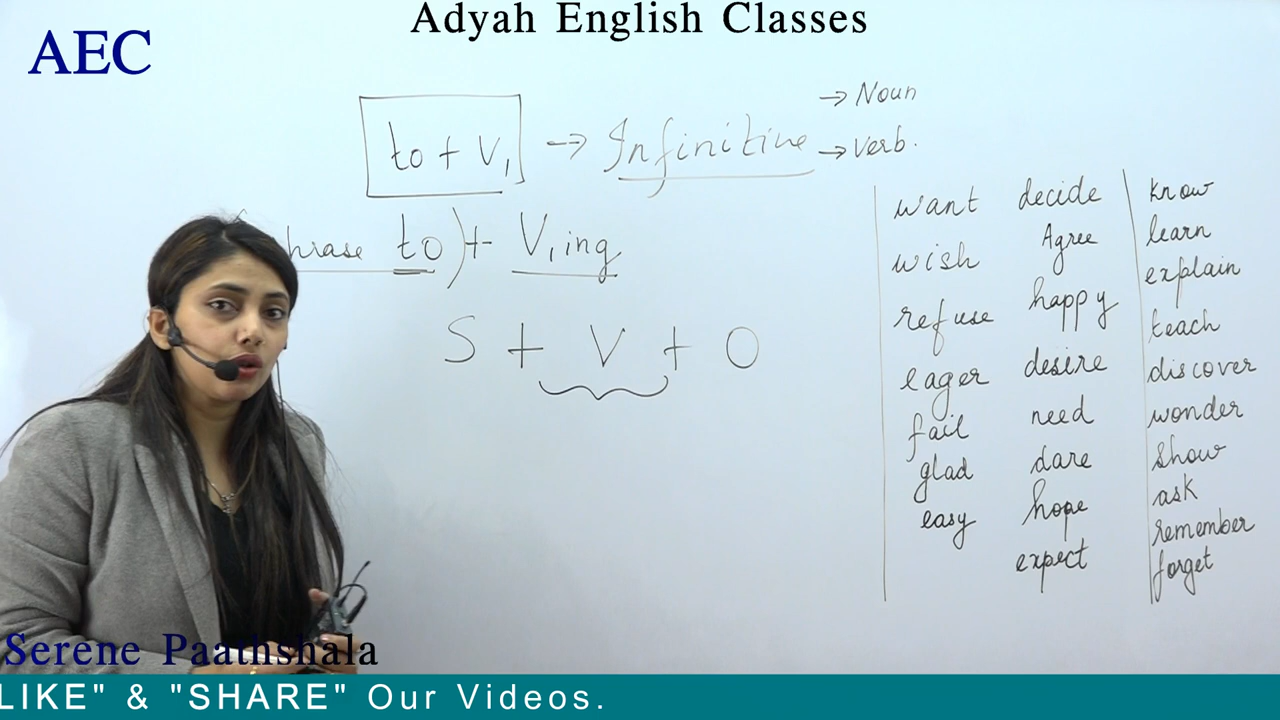 Adyah English Classes
AEC
to + V₁ → Infinitive → Noun
→ Verb.
hrase to) + V₁ ing
S + V + O
want decide know
wish Agree learn
refuse happy explain
eager desire teach
fail need discover
glad dare wonder
easy hope show
expect ask
remember
forget
Serene Paathshala
LIKE" & "SHARE" Our Videos.